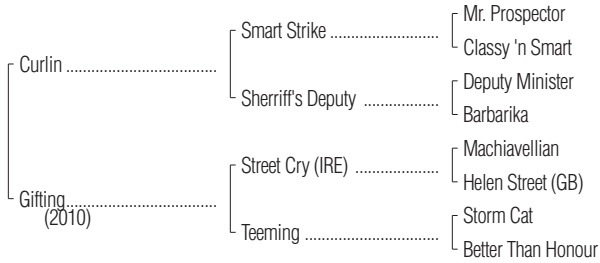 Mr. Prospector
Smart Strike
Classy 'n Smart
Curlin
Deputy Minister
Sherriff's Deputy
Barbarika
Machiavellian
Street Cry (IRE)
Helen Street (GB)
Gifting
(2010)
Storm Cat
Teeming
Better Than Honour